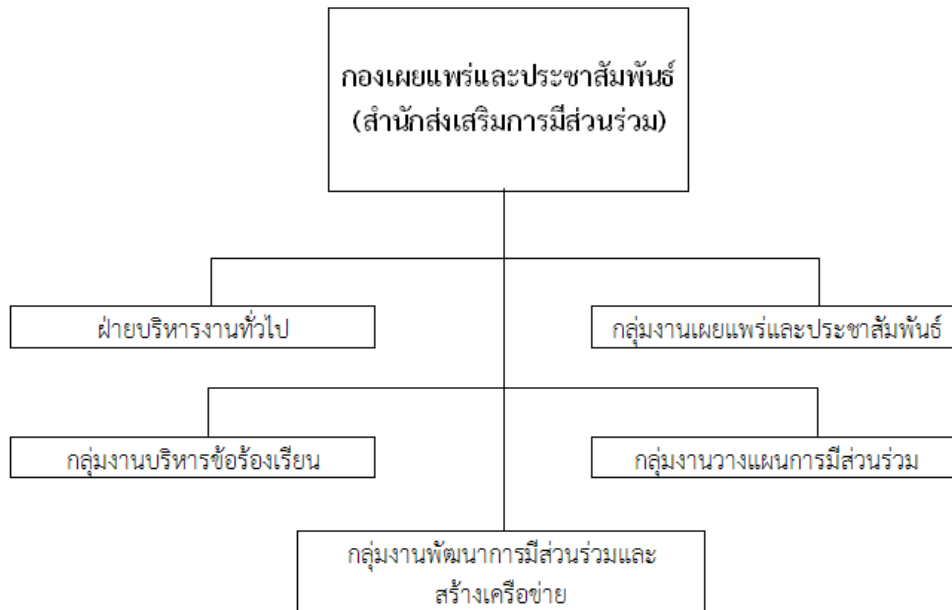 กองเผยแพร่และประชาสัมพันธ์
(สำนักส่งเสริมการมีส่วนร่วม)
ฝ่ายบริหารงานทั่วไป
กลุ่มงานเผยแพร่และประชาสัมพันธ์
กลุ่มงานบริหารข้อร้องเรียน
กลุ่มงานวางแผนการมีส่วนร่วม
กลุ่มงานพัฒนาการมีส่วนร่วมและ
สร้างเครือข่าย